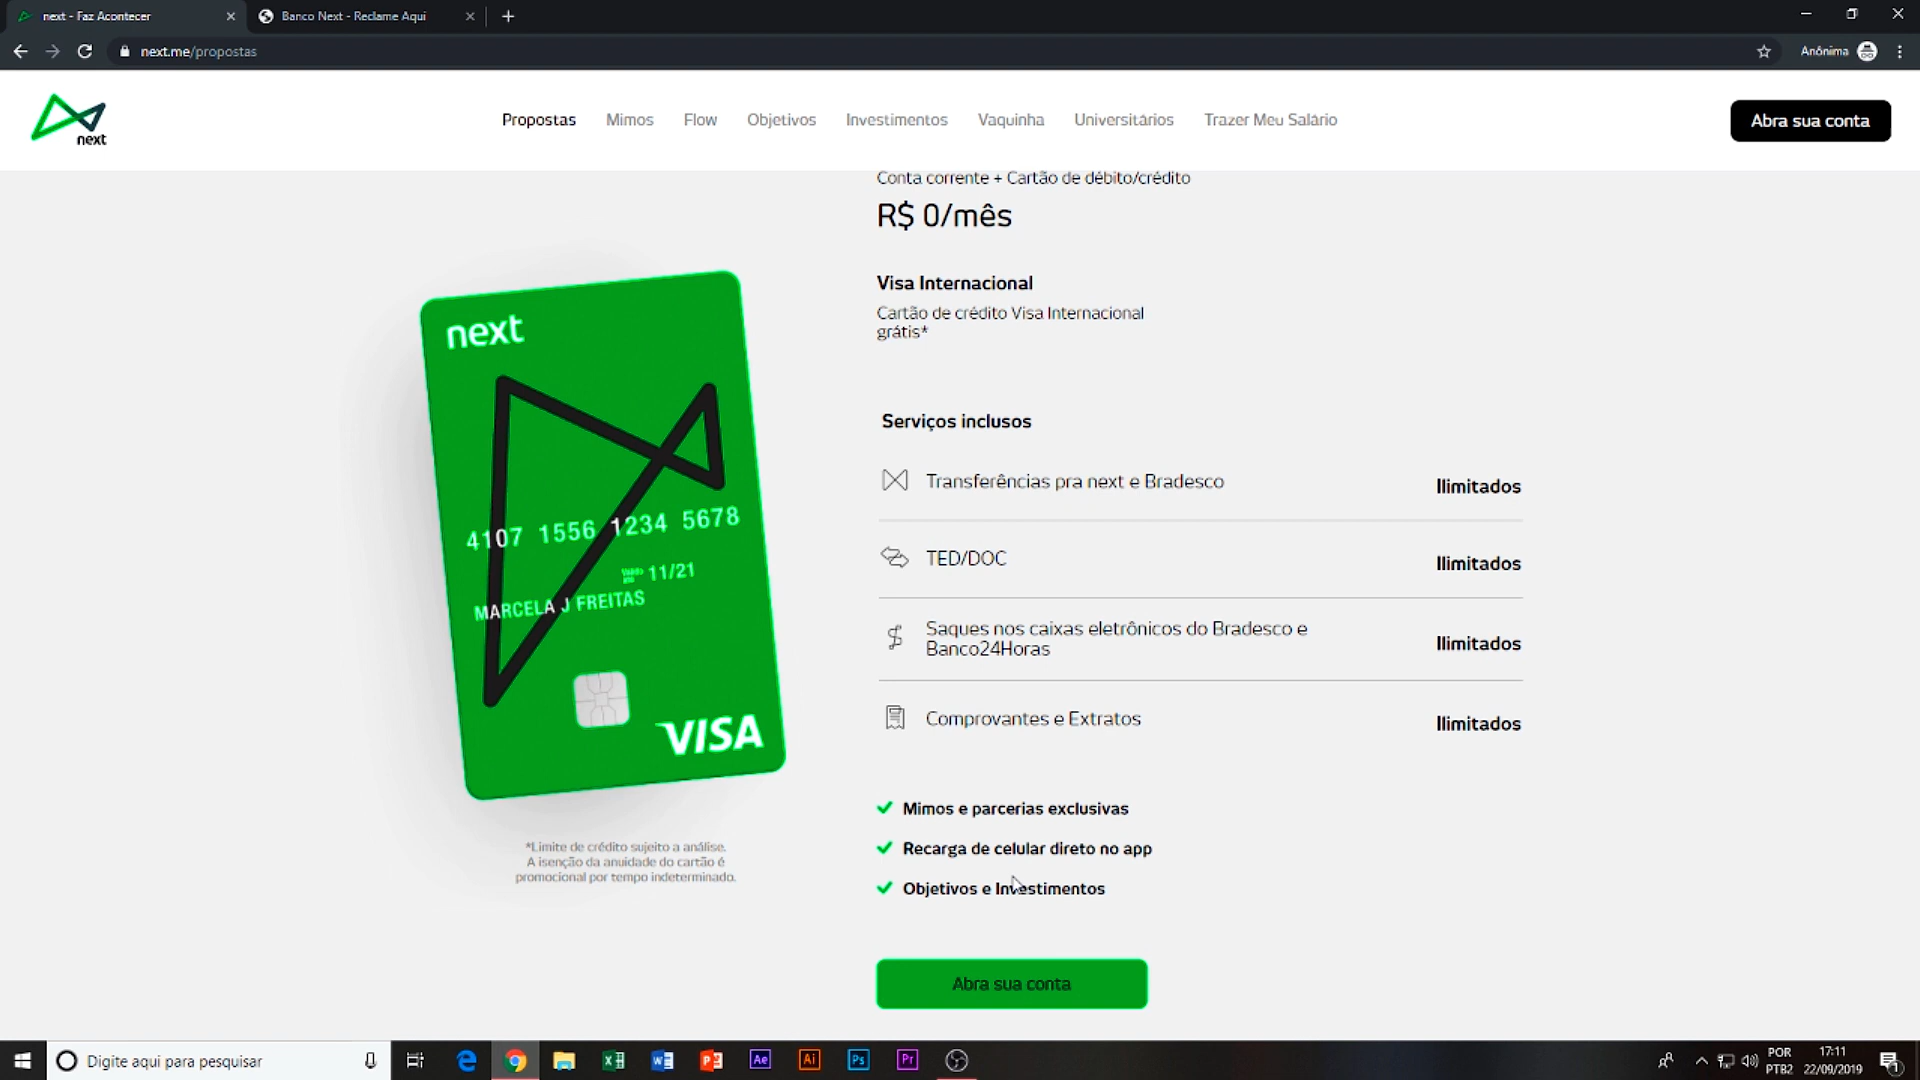 next - Faz Acontecer
Banco Next - Reclame Aqui
next.me/propostas
Anônima
next
Propostas
Mimos
Flow
Objetivos
Investimentos
Vaquinha
Universitários
Trazer Meu Salário
Abra sua conta
Conta corrente + Cartão de débito/crédito
R$ 0/mês
Visa Internacional
Cartão de crédito Visa Internacional
grátis*
next
4107 1556 1234 5678
11/21
MARCELA J FREITAS
VISA
*Limite de crédito sujeito a análise.
A isenção da anuidade do cartão é
promocional por tempo indeterminado.
Serviços inclusos
Transferências pra next e Bradesco
Ilimitados
TED/DOC
Ilimitados
Saques nos caixas eletrônicos do Bradesco e
Banco24Horas
Ilimitados
Comprovantes e Extratos
Ilimitados
Mimos e parcerias exclusivas
Recarga de celular direto no app
Objetivos e Investimentos
Abra sua conta
Digite aqui para pesquisar
Ae
Ai
Ps
Pr
POR
PTB2
17:11
22/09/2019
1